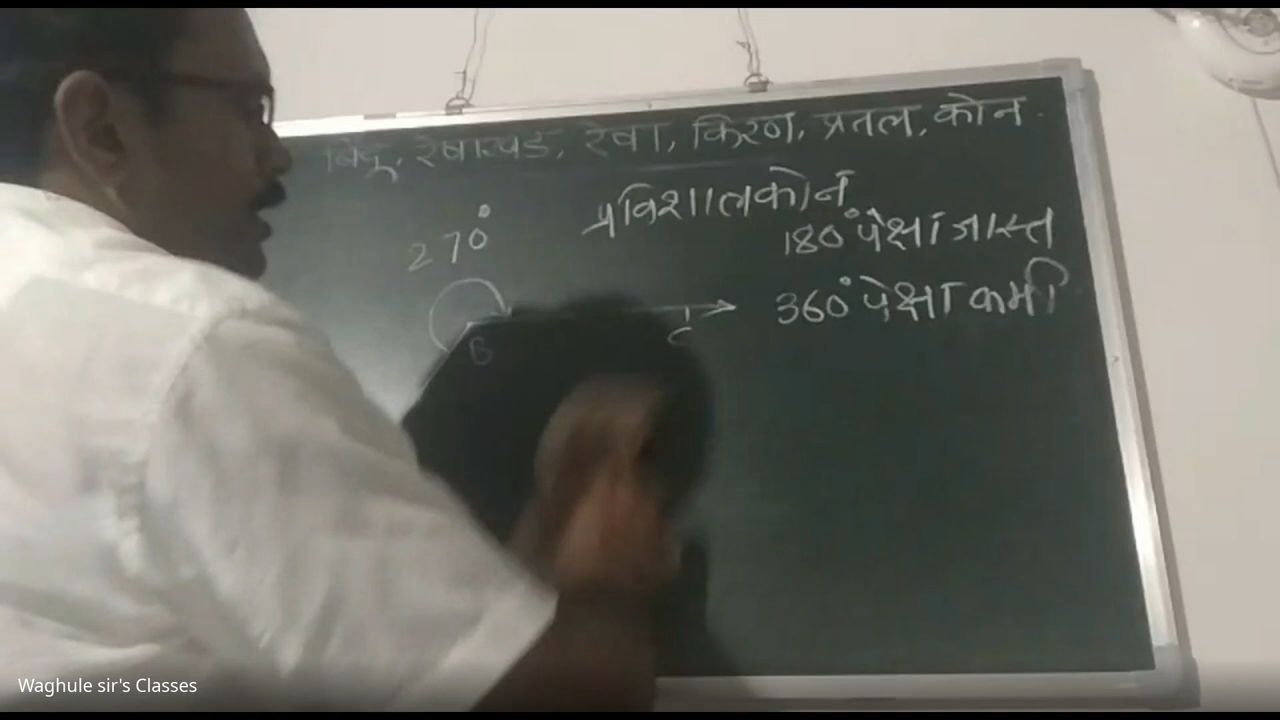 बिंदू, रेषाखंड, रेषा, किरण, प्रतल, कोन.
प्रविशालकोन
270°
180° पेक्षा जास्त
360° पेक्षा कमी
B
C
Waghule sir's Classes